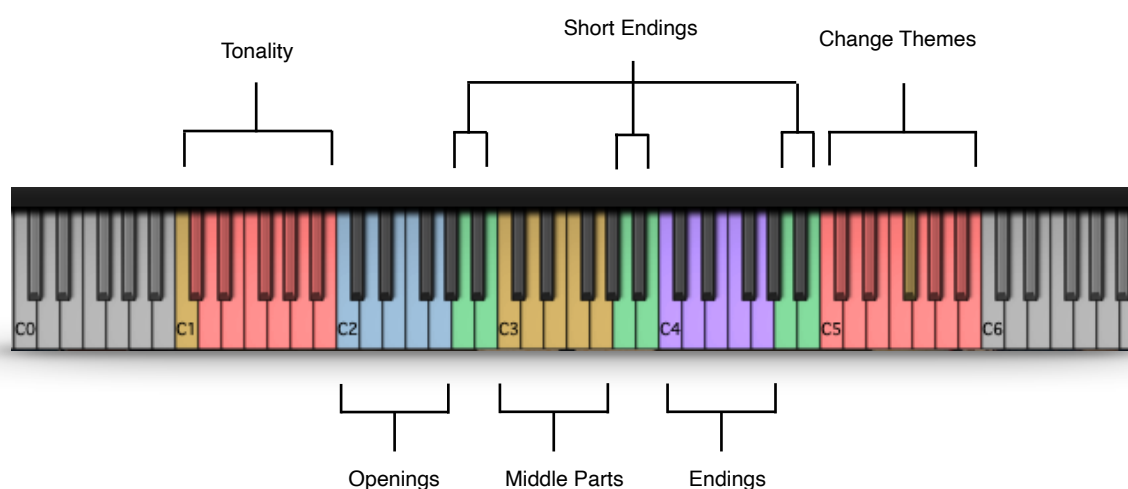 Short Endings
Change Themes
Tonality
C0 C1 C2 C3 C4 C5 C6
Openings Middle Parts Endings